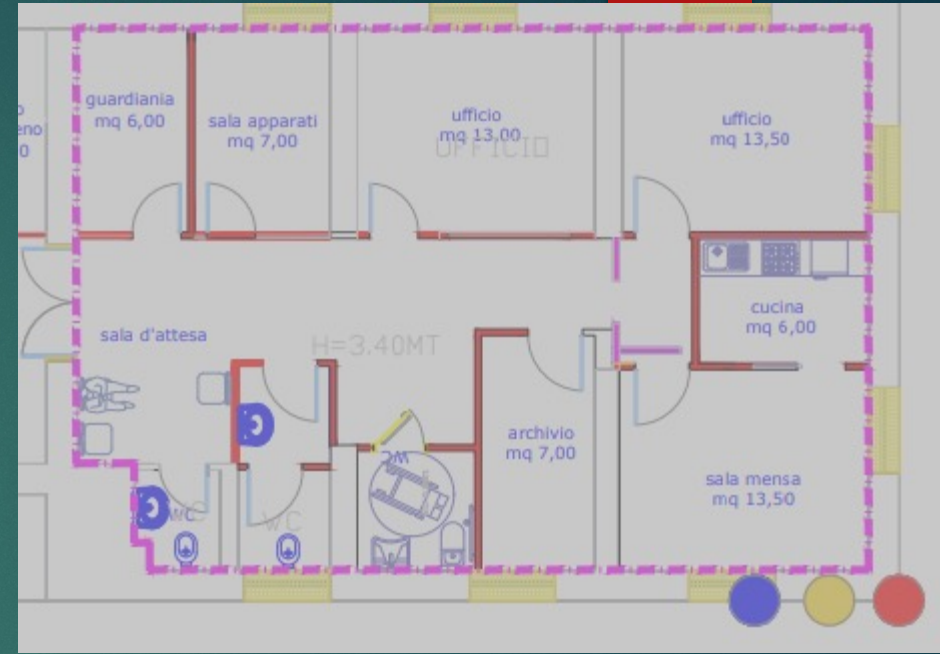 guardiania
mq 6,00
sala apparati
mq 7,00
ufficio
mq 13,00
UFFICIO
ufficio
mq 13,50
eno
0
cucina
mq 6,00
sala d'attesa
H=3.40MT
archivio
mq 7,00
WC
sala mensa
mq 13,50
WC
WC